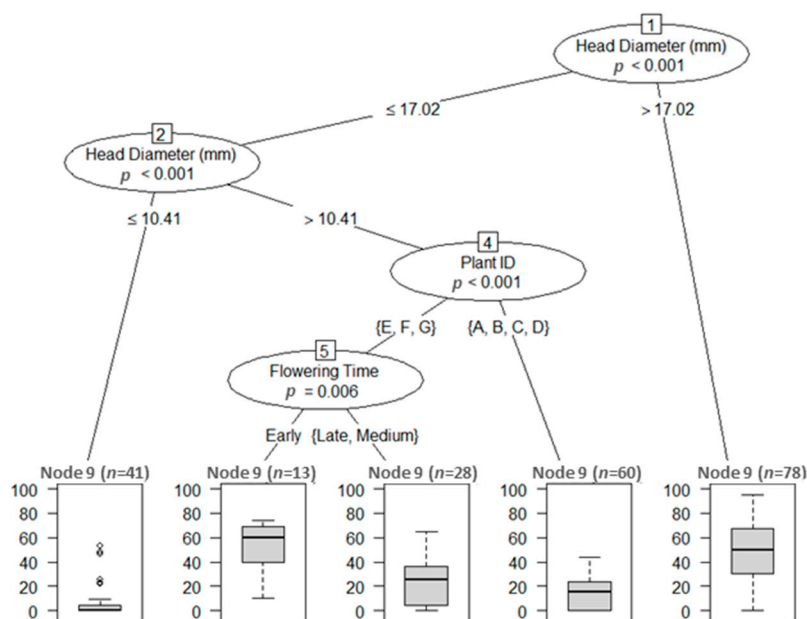 1
Head Diameter (mm)
p < 0.001
≤ 17.02
> 17.02
2
Head Diameter (mm)
p < 0.001
≤ 10.41
> 10.41
4
Plant ID
p < 0.001
{E, F, G}
{A, B, C, D}
5
Flowering Time
p = 0.006
Early
{Late, Medium}
Node 9 (n=41)
100
80
60
40
20
0
Node 9 (n=13)
100
80
60
40
20
0
Node 9 (n=28)
100
80
60
40
20
0
Node 9 (n=60)
100
80
60
40
20
0
Node 9 (n=78)
100
80
60
40
20
0